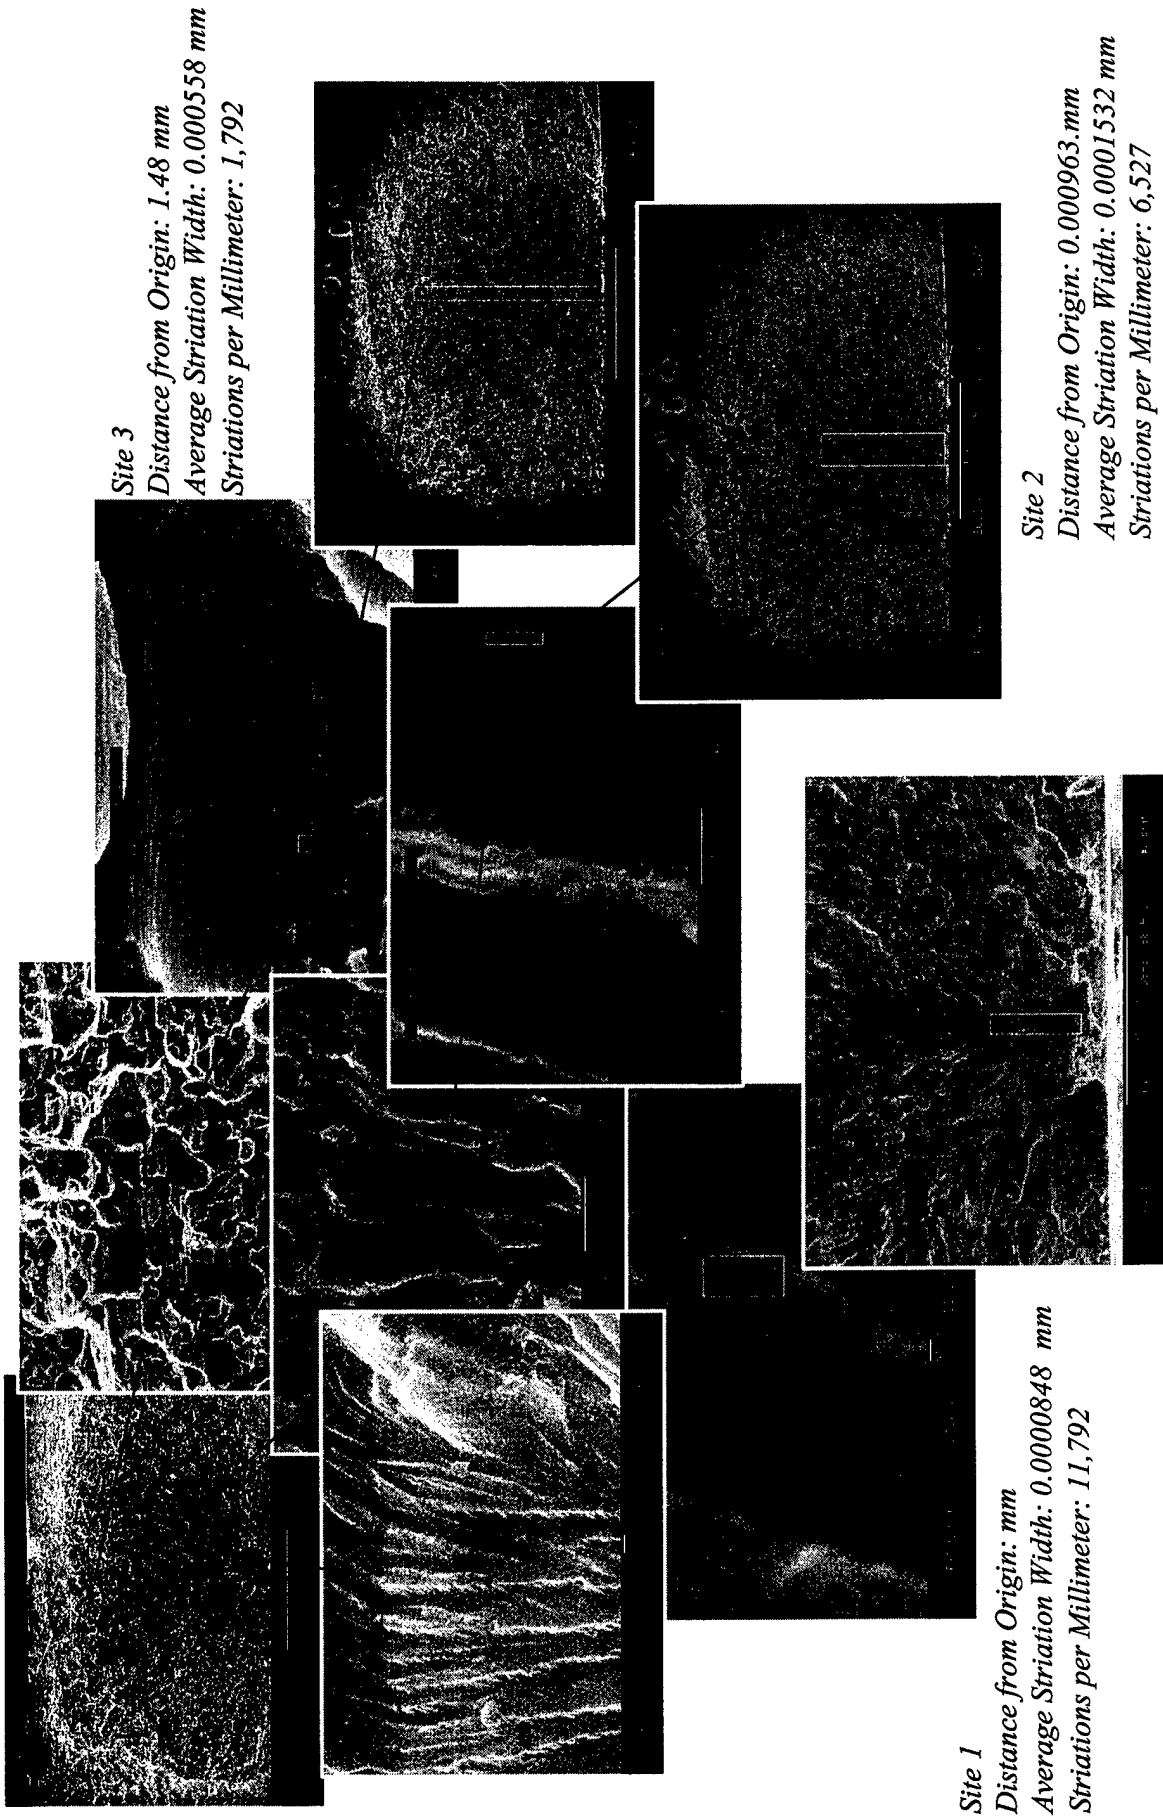 Site 3
Distance from Origin: 1.48 mm
Average Striation Width: 0.000558 mm
Striations per Millimeter: 1,792
Site 2
Distance from Origin: 0.000963.mm
Average Striation Width: 0.0001532 mm
Striations per Millimeter: 6,527
Site 1
Distance from Origin: mm
Average Striation Width: 0.0000848 mm
Striations per Millimeter: 11,792